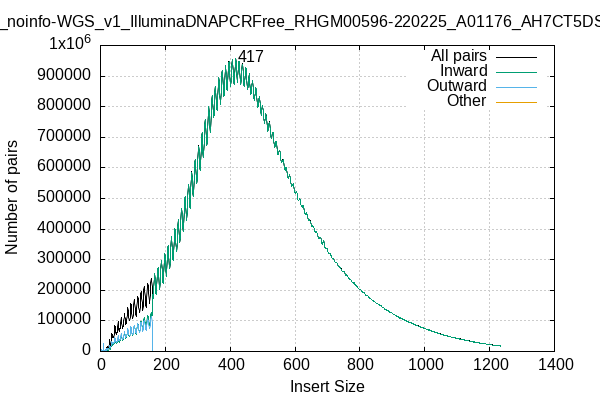 _noinfo-WGS_v1_IlluminaDNAPCRFree_RHGM00596-220225_A01176_AH7CT5DS
1x10^6
900000
800000
700000
600000
500000
400000
300000
200000
100000
0
Number of pairs
417
All pairs
Inward
Outward
Other
0 200 400 600 800 1000 1200 1400
Insert Size